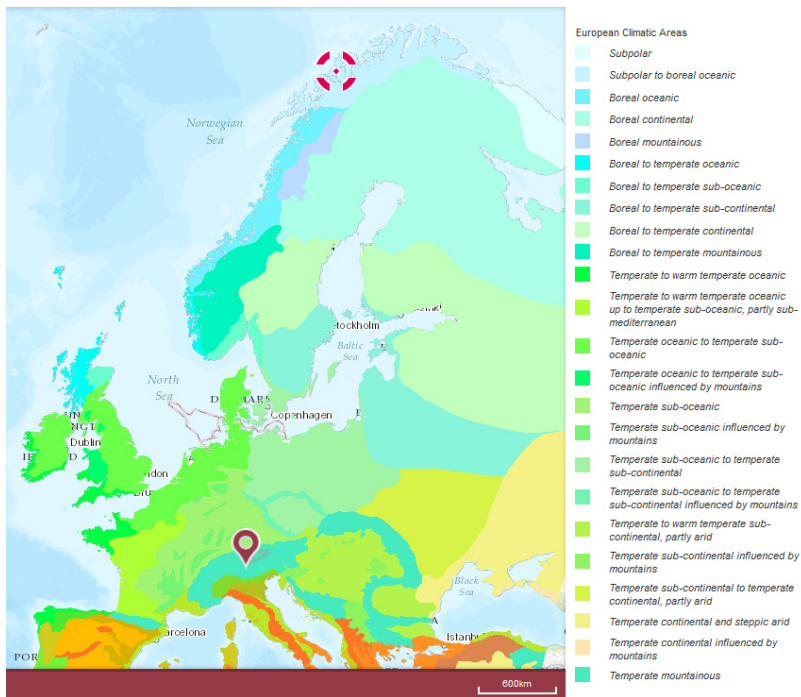 Norwegian
Sea
Stockholm
Baltic
Sea
North
Sea
Copenhagen
Dublin
Black
Sea
Barcelona
Istanbul
POR
600km
European Climatic Areas
Subpolar
Subpolar to boreal oceanic
Boreal oceanic
Boreal continental
Boreal mountainous
Boreal to temperate oceanic
Boreal to temperate sub-oceanic
Boreal to temperate sub-continental
Boreal to temperate continental
Boreal to temperate mountainous
Temperate to warm temperate oceanic
Temperate to warm temperate oceanic
up to temperate sub-oceanic, partly sub-
mediterranean
Temperate oceanic to temperate sub-
oceanic
Temperate oceanic to temperate sub-
oceanic influenced by mountains
Temperate sub-oceanic
Temperate sub-oceanic influenced by
mountains
Temperate sub-oceanic to temperate
sub-continental
Temperate sub-oceanic to temperate
sub-continental influenced by mountains
Temperate to warm temperate sub-
continental, partly arid
Temperate sub-continental influenced by
mountains
Temperate sub-continental to temperate
continental, partly arid
Temperate continental and steppic arid
Temperate continental influenced by
mountains
Temperate mountainous